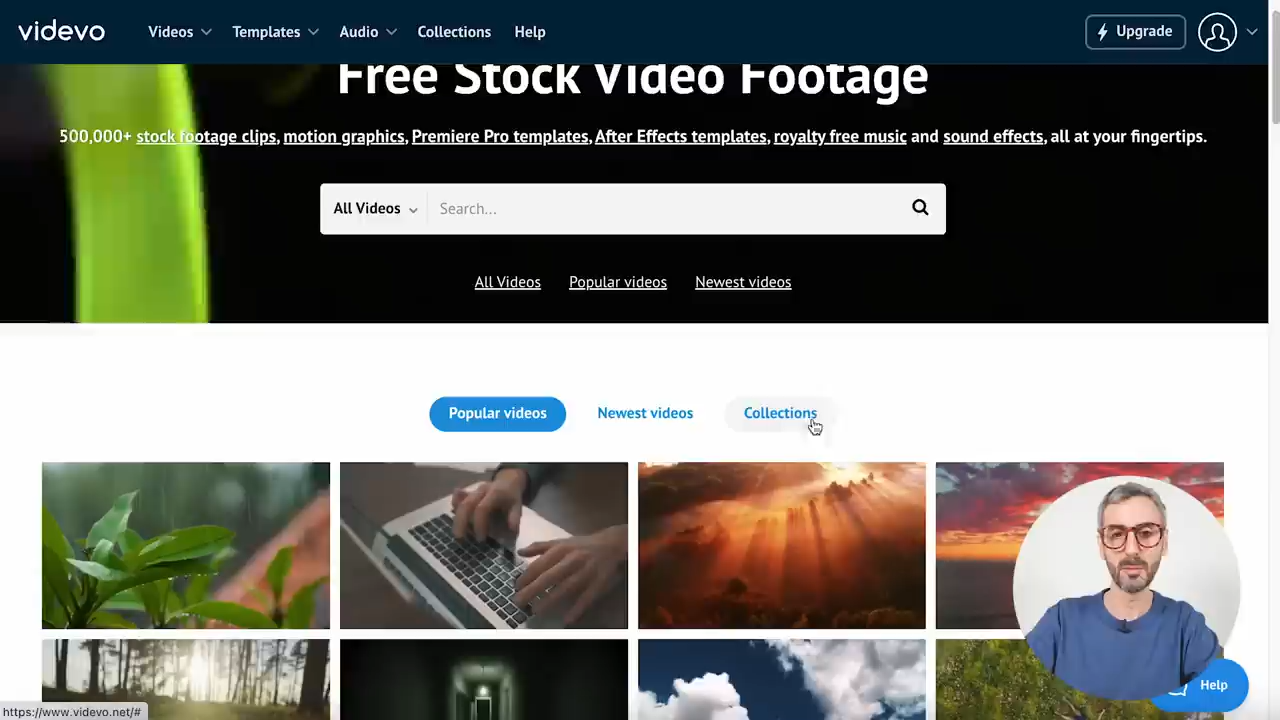 videvo
Videos
Templates
Audio
Collections
Help
Upgrade
Free Stock Video Footage
500,000+ stock footage clips, motion graphics, Premiere Pro templates, After Effects templates, royalty free music and sound effects, all at your fingertips.
All Videos
Search...
All Videos
Popular videos
Newest videos
Popular videos
Newest videos
Collections
Help
https://www.videvo.net/#